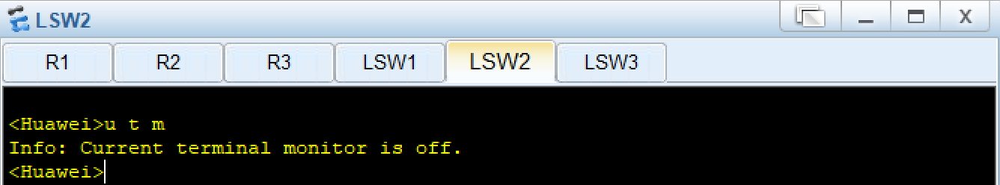 LSW2
X
R1 R2 R3 LSW1 LSW2 LSW3
<Huawei>u t m
Info: Current terminal monitor is off.
<Huawei>